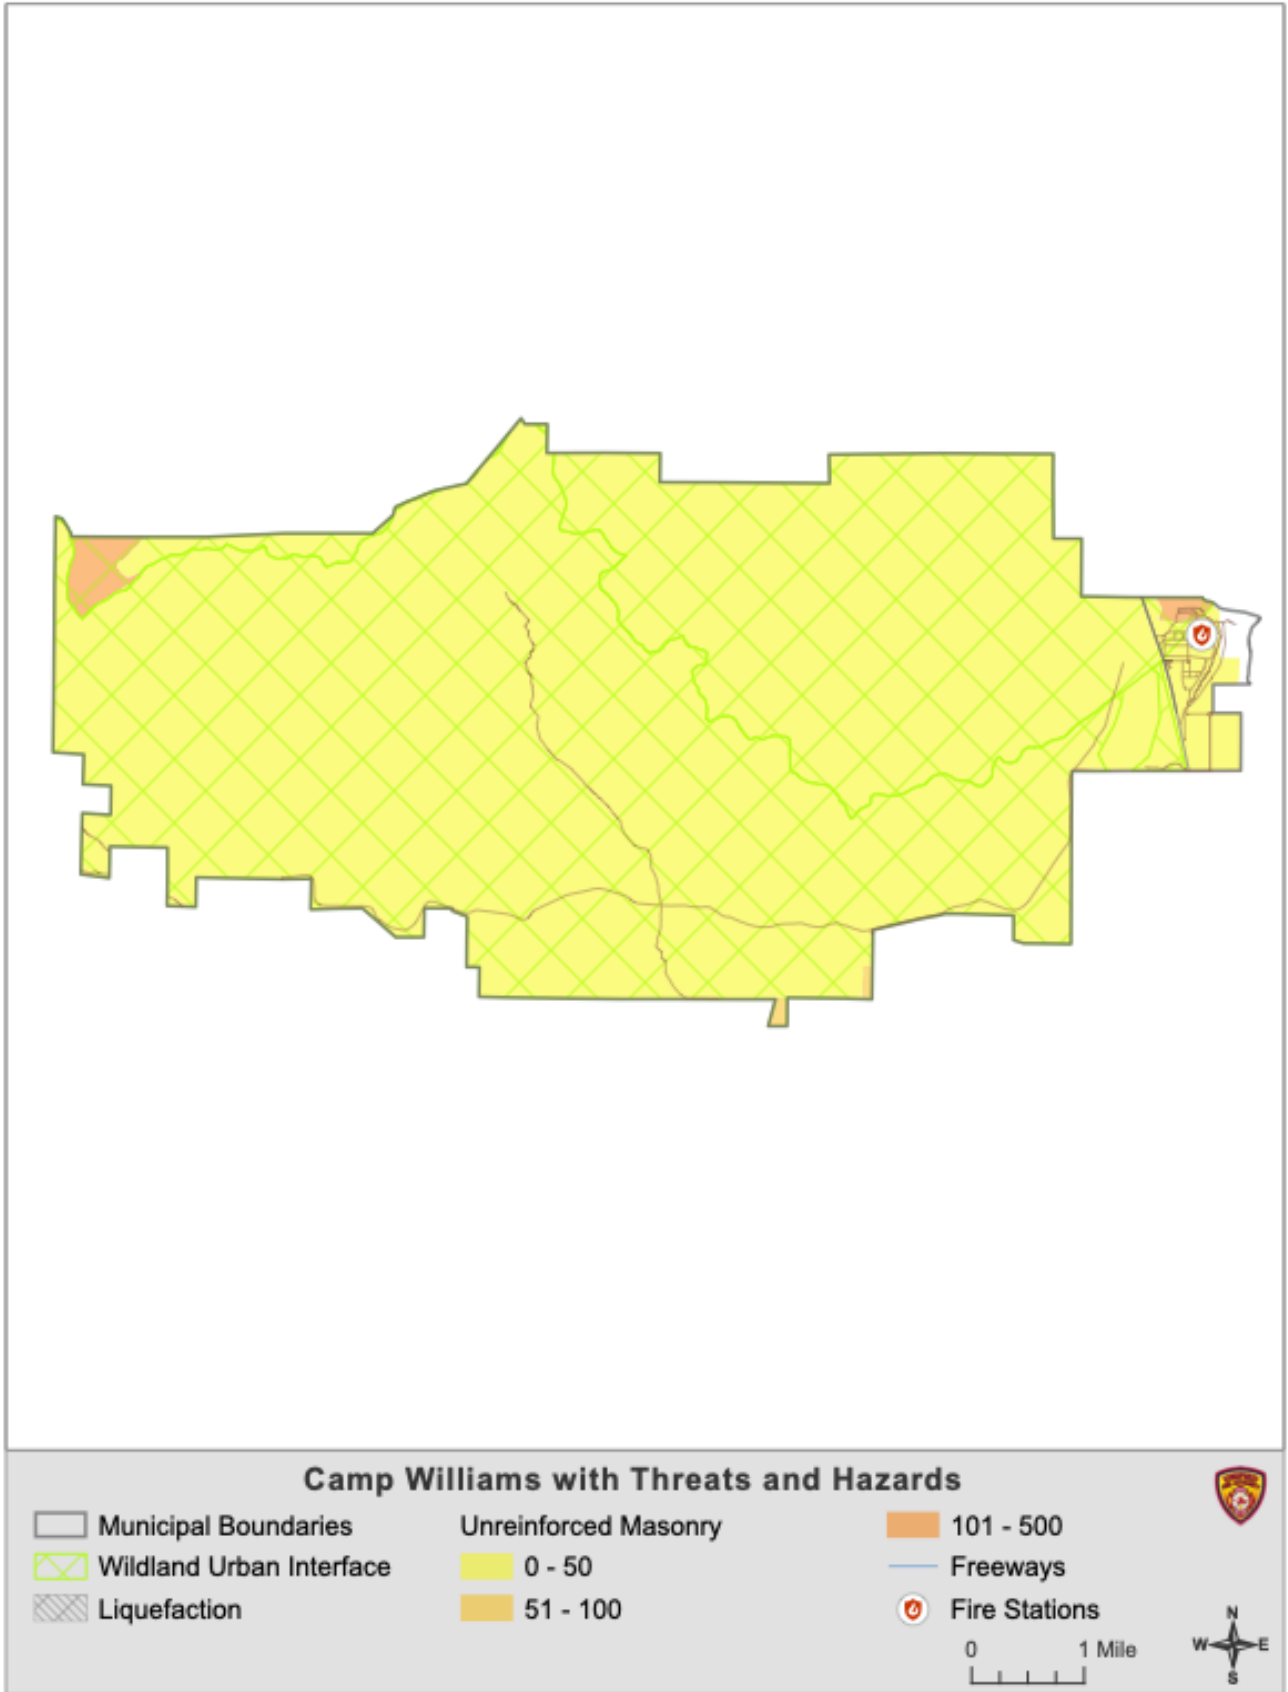 Camp Williams with Threats and Hazards
Municipal Boundaries
Wildland Urban Interface
Liquefaction
Unreinforced Masonry
0 - 50
51 - 100
101 - 500
Freeways
Fire Stations
0 1 Mile
N
W E
S